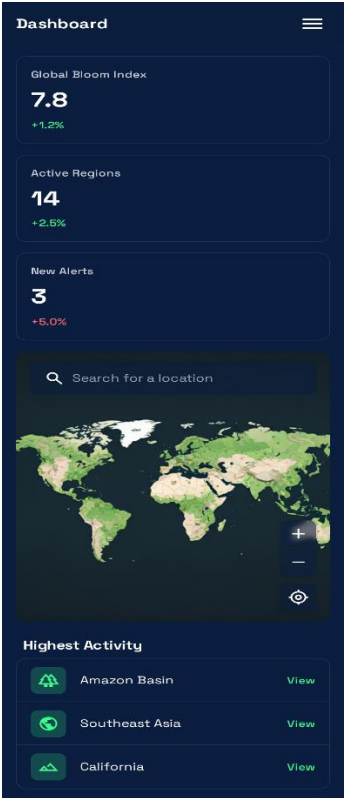 Dashboard
Global Bloom Index
7.8
+1.2%
Active Regions
14
+2.5%
New Alerts
3
+5.0%
Search for a location
+
−
Highest Activity
Amazon Basin View
Southeast Asia View
California View